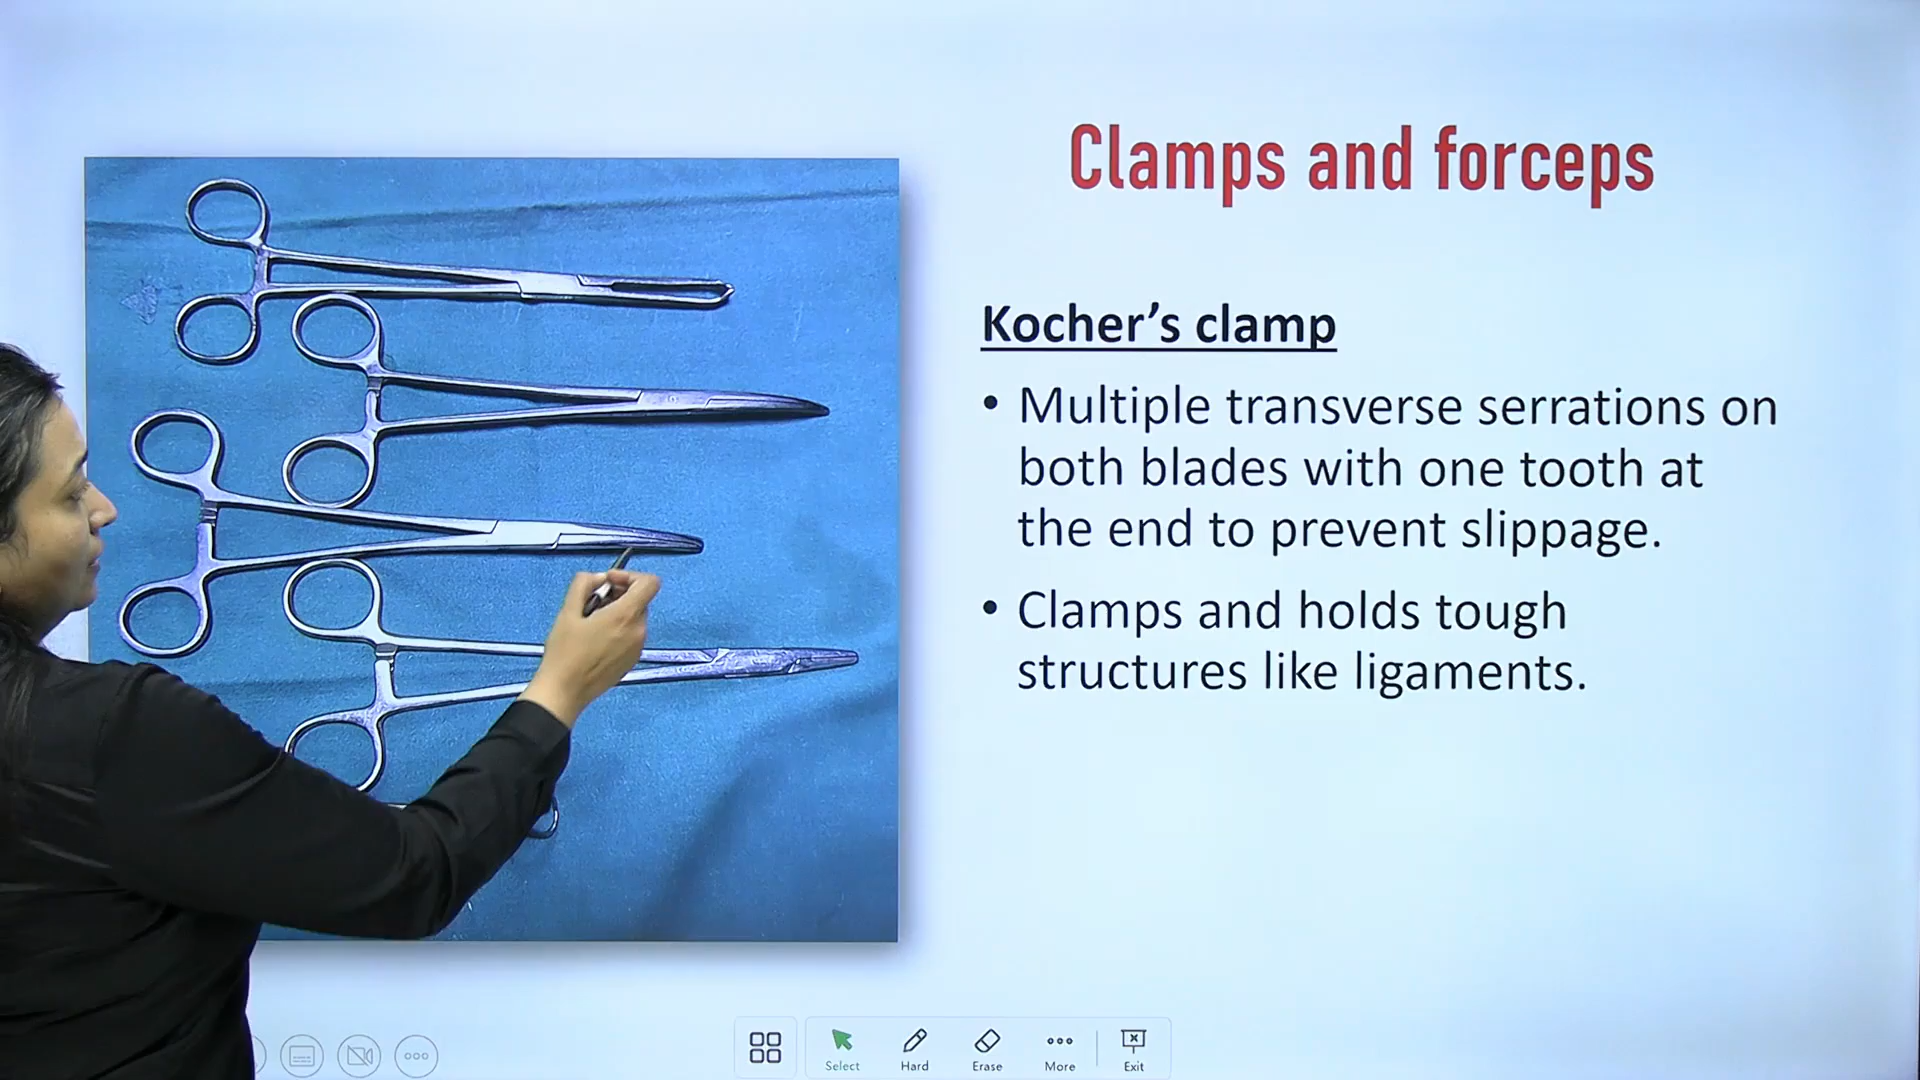 Clamps and forceps
Kocher's clamp
• Multiple transverse serrations on
both blades with one tooth at
the end to prevent slippage.
• Clamps and holds tough
structures like ligaments.
Select
Hard
Erase
More
Exit